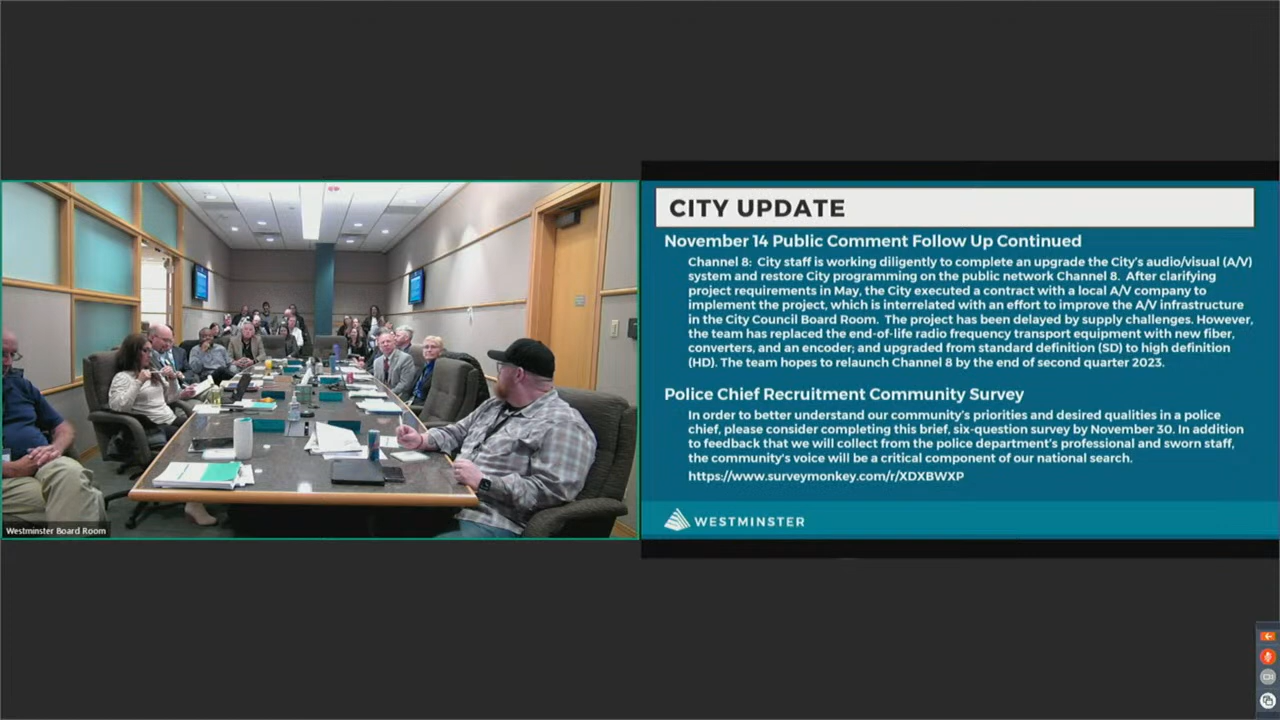 CITY UPDATE
November 14 Public Comment Follow Up Continued
Channel 8: City staff is working diligently to complete an upgrade the City's audio/visual (A/V)
system and restore City programming on the public network Channel 8. After clarifying
project requirements in May, the City executed a contract with a local A/V company to
implement the project, which is interrelated with an effort to improve the A/V infrastructure
in the City Council Board Room. The project has been delayed by supply challenges. However,
the team has replaced the end-of-life radio frequency transport equipment with new fiber,
converters, and an encoder; and upgraded from standard definition (SD) to high definition
(HD). The team hopes to relaunch Channel 8 by the end of second quarter 2023.
Police Chief Recruitment Community Survey
In order to better understand our community's priorities and desired qualities in a police
chief, please consider completing this brief, six-question survey by November 30. In addition
to feedback that we will collect from the police department's professional and sworn staff,
the community's voice will be a critical component of our national search.
https://www.surveymonkey.com/r/XDXBWXP
WESTMINSTER
Westminster Board Room